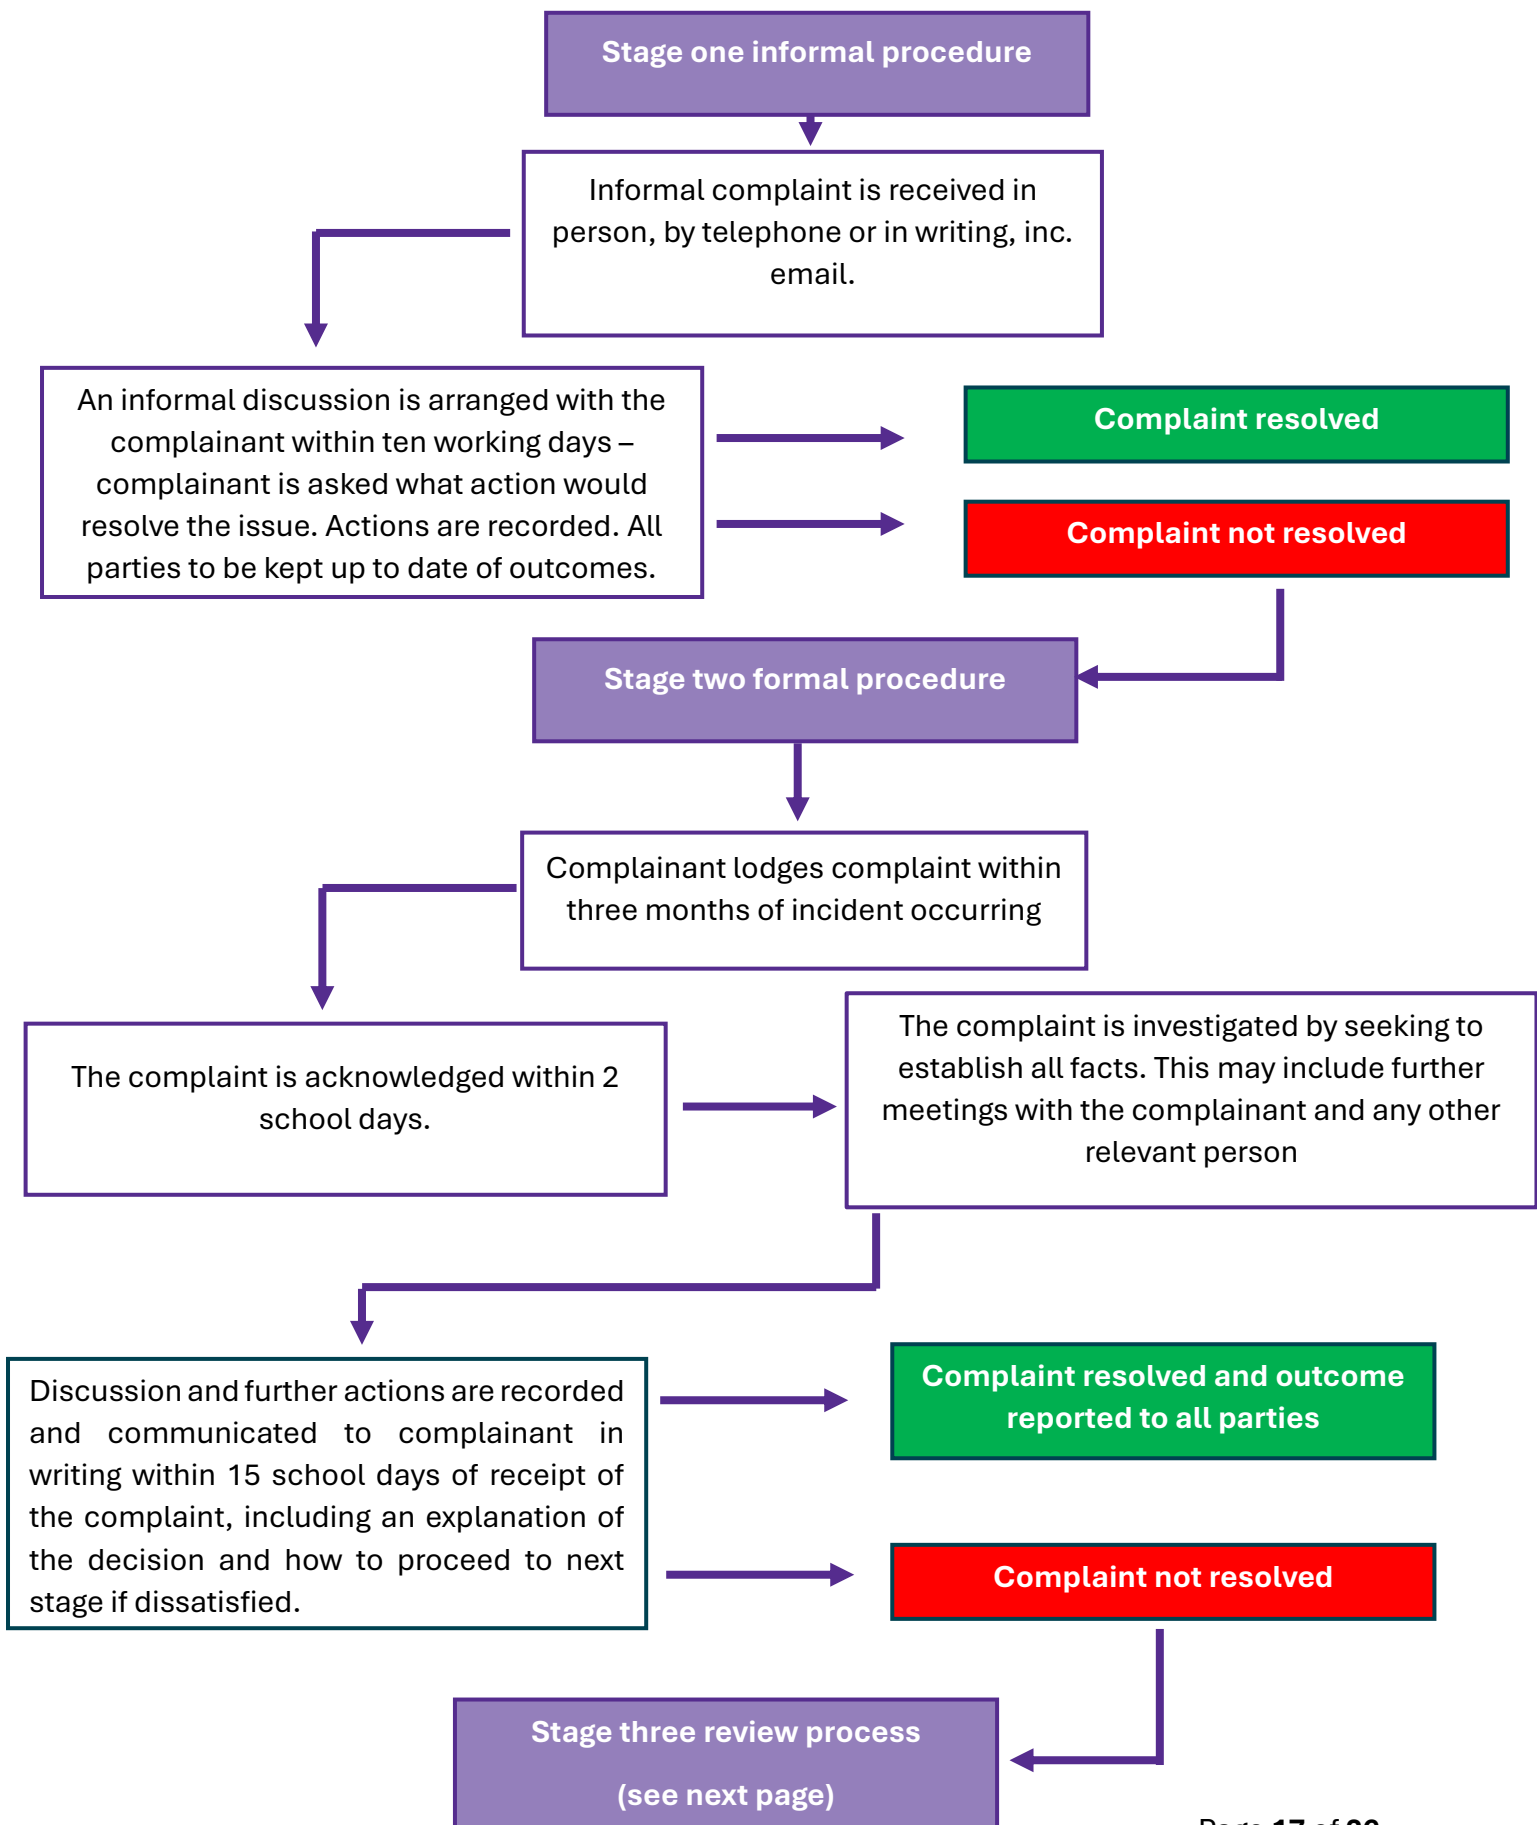 Stage one informal procedure
Informal complaint is received in
person, by telephone or in writing, inc.
email.
An informal discussion is arranged with the
complainant within ten working days –
complainant is asked what action would
resolve the issue. Actions are recorded. All
parties to be kept up to date of outcomes.
Complaint resolved
Complaint not resolved
Stage two formal procedure
Complainant lodges complaint within
three months of incident occurring
The complaint is acknowledged within 2
school days.
The complaint is investigated by seeking to
establish all facts. This may include further
meetings with the complainant and any other
relevant person
Discussion and further actions are recorded
and communicated to complainant in
writing within 15 school days of receipt of
the complaint, including an explanation of
the decision and how to proceed to next
stage if dissatisfied.
Complaint resolved and outcome
reported to all parties
Complaint not resolved
Stage three review process
(see next page)
Page 17 of